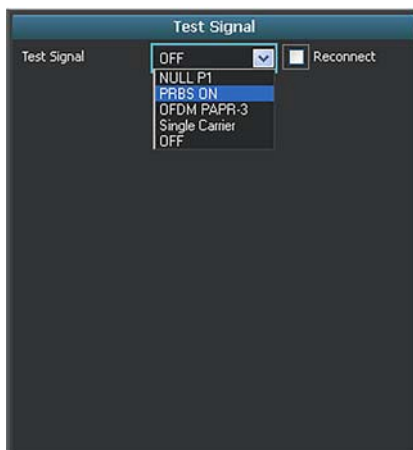 Test Signal
Test Signal OFF Reconnect
NULL P1
PRBS ON
OFDM PAPR-3
Single Carrier
OFF